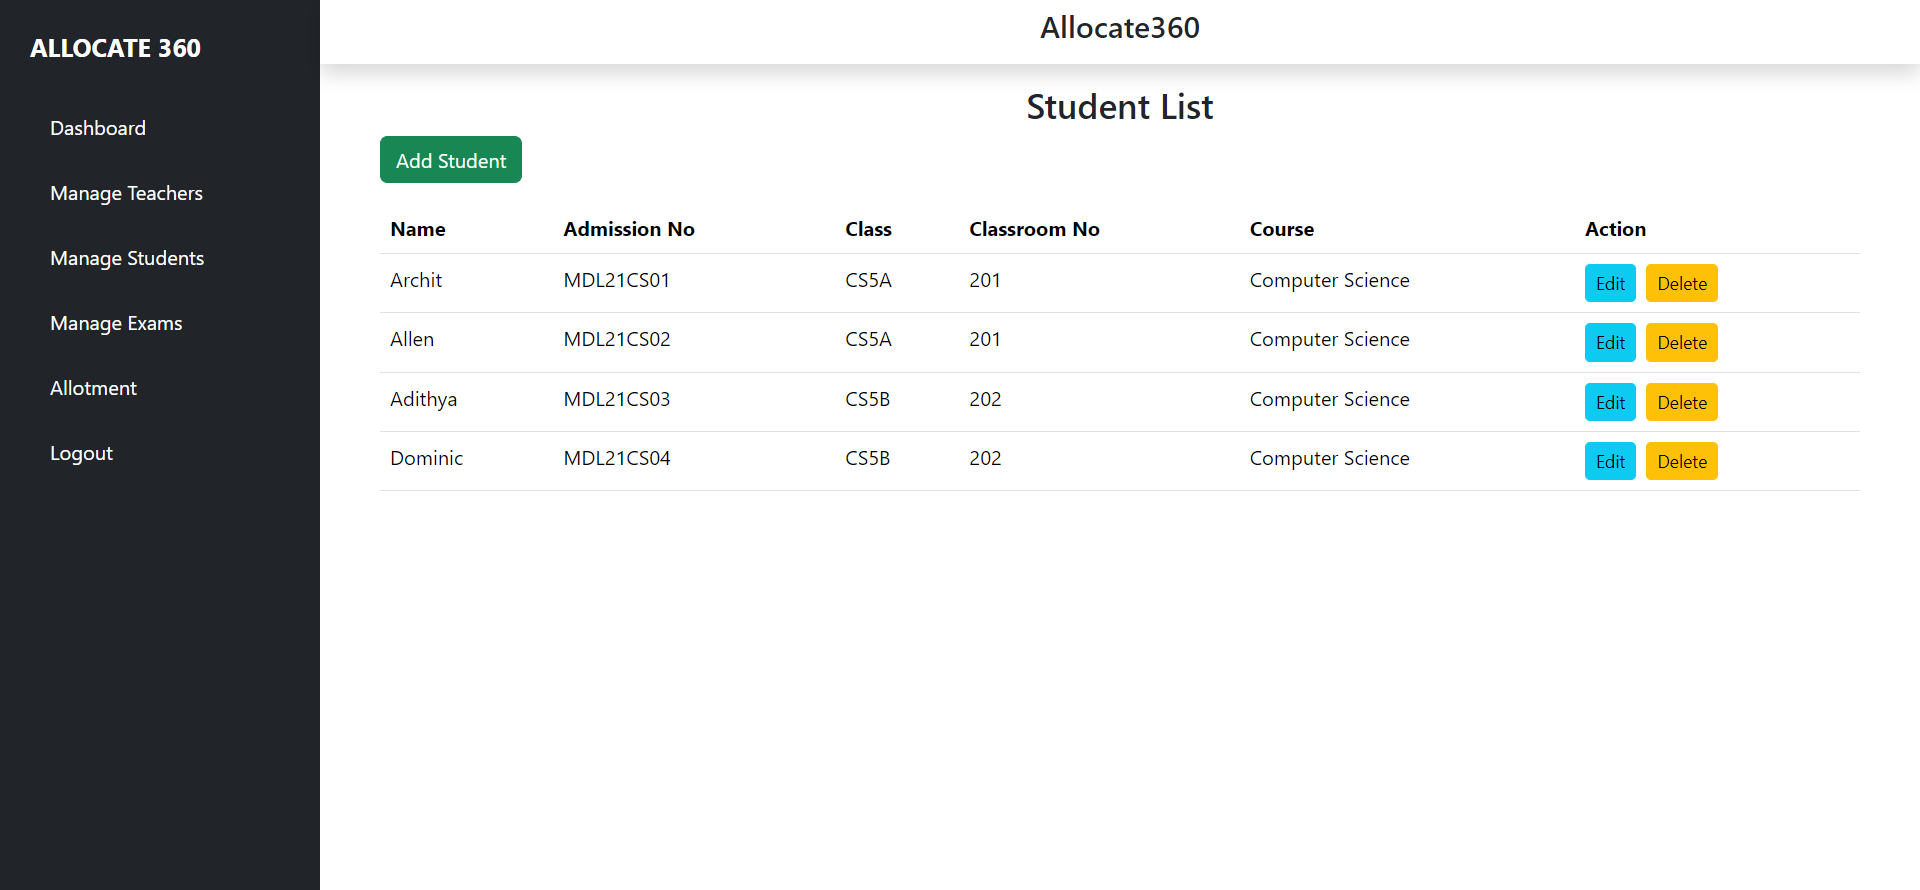 ALLOCATE 360
Dashboard
Manage Teachers
Manage Students
Manage Exams
Allotment
Logout
Allocate360
Student List
Add Student
Name Admission No Class Classroom No Course Action
Archit MDL21CS01 CS5A 201 Computer Science Edit Delete
Allen MDL21CS02 CS5A 201 Computer Science Edit Delete
Adithya MDL21CS03 CS5B 202 Computer Science Edit Delete
Dominic MDL21CS04 CS5B 202 Computer Science Edit Delete